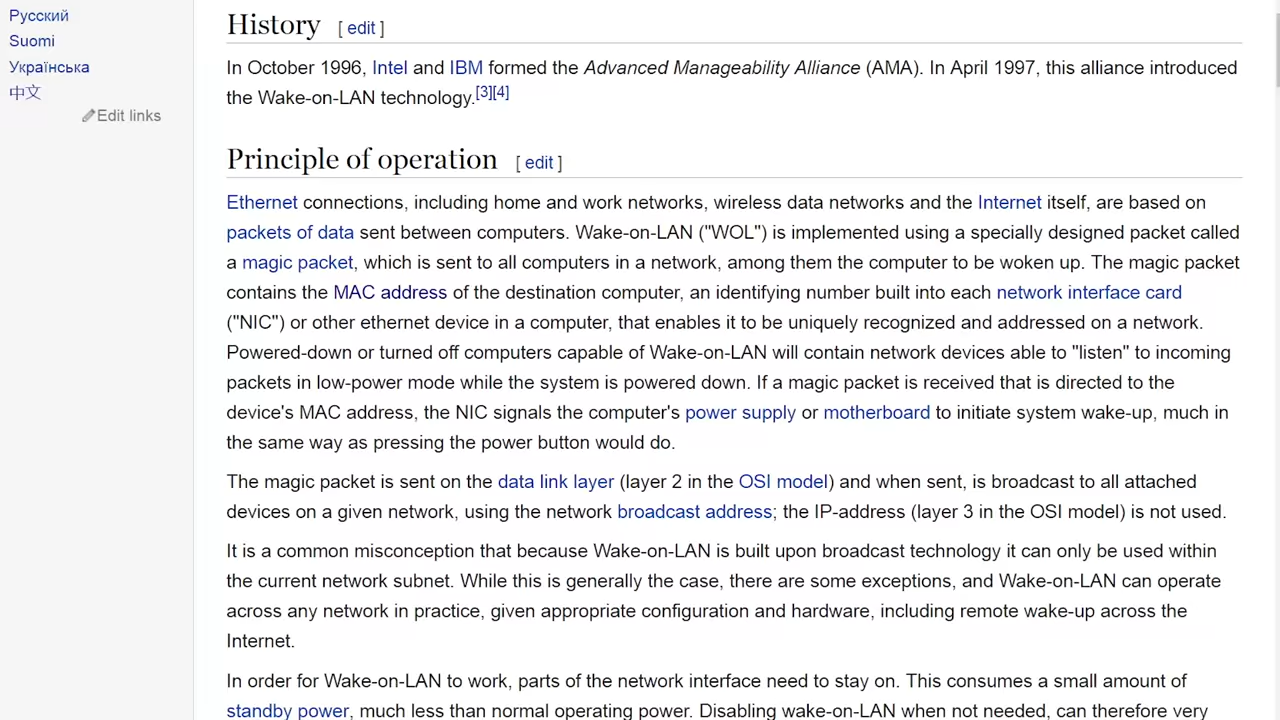 Русский
Suomi
Українська
中文
Edit links
History [ edit ]
In October 1996, Intel and IBM formed the Advanced Manageability Alliance (AMA). In April 1997, this alliance introduced
the Wake-on-LAN technology.[3][4]
Principle of operation [ edit ]
Ethernet connections, including home and work networks, wireless data networks and the Internet itself, are based on
packets of data sent between computers. Wake-on-LAN ("WOL") is implemented using a specially designed packet called
a magic packet, which is sent to all computers in a network, among them the computer to be woken up. The magic packet
contains the MAC address of the destination computer, an identifying number built into each network interface card
("NIC") or other ethernet device in a computer, that enables it to be uniquely recognized and addressed on a network.
Powered-down or turned off computers capable of Wake-on-LAN will contain network devices able to "listen" to incoming
packets in low-power mode while the system is powered down. If a magic packet is received that is directed to the
device's MAC address, the NIC signals the computer's power supply or motherboard to initiate system wake-up, much in
the same way as pressing the power button would do.
The magic packet is sent on the data link layer (layer 2 in the OSI model) and when sent, is broadcast to all attached
devices on a given network, using the network broadcast address; the IP-address (layer 3 in the OSI model) is not used.
It is a common misconception that because Wake-on-LAN is built upon broadcast technology it can only be used within
the current network subnet. While this is generally the case, there are some exceptions, and Wake-on-LAN can operate
across any network in practice, given appropriate configuration and hardware, including remote wake-up across the
Internet.
In order for Wake-on-LAN to work, parts of the network interface need to stay on. This consumes a small amount of
standby power, much less than normal operating power. Disabling wake-on-LAN when not needed, can therefore very